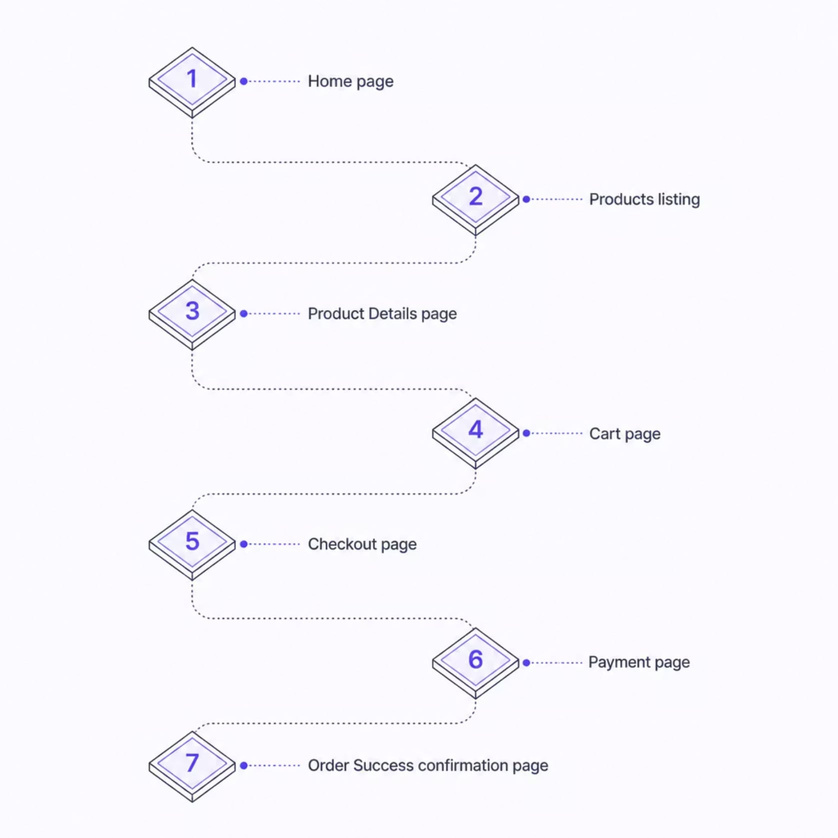 1
Home page
2
Products listing
3
Product Details page
4
Cart page
5
Checkout page
6
Payment page
7
Order Success confirmation page